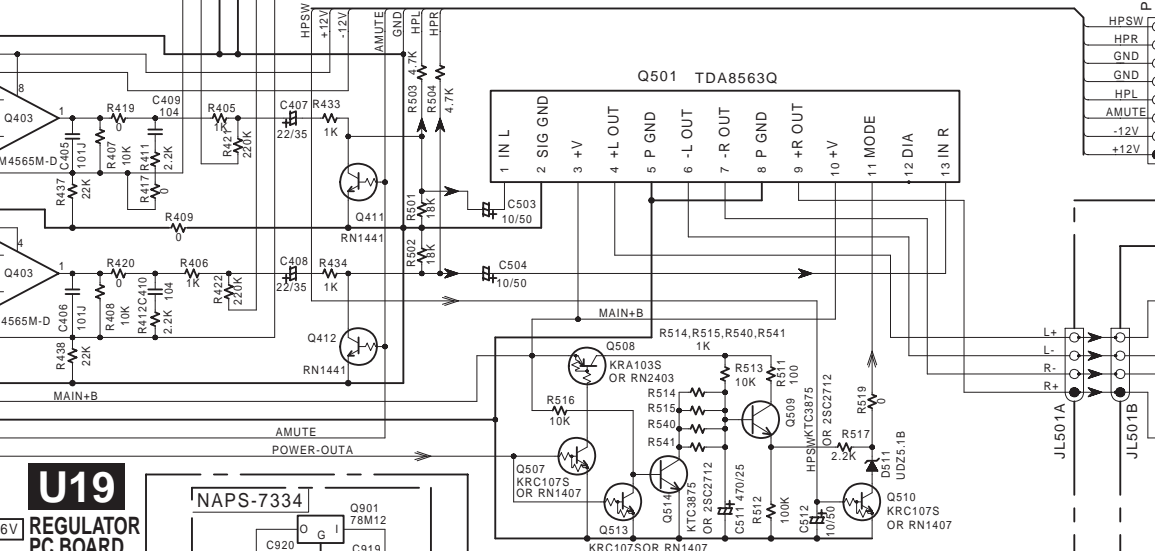 HPSW
+12V
-12V
AMUTE
GND
HPL
HPR
HPSW
HPR
GND
GND
HPL
AMUTE
-12V
+12V
P
Q501 TDA8563Q
IN L
SIG GND
+V
+L OUT
P GND
-L OUT
-R OUT
P GND
+R OUT
+V
MODE
DIA
IN R
1
2
3
4
5
6
7
8
9
10
11
12
13
8
Q403
1
M4565M-D
R419
0
C409
104
R405
1K
R421
220K
C407
22/35
R433
1K
R503 4.7K
R504
4.7K
C405
101J
R407
10K
R411
2.2K
R417
0
R437
22K
R409
0
Q411
RN1441
R501
18K
R502
18K
C503
10/50
C504
10/50
4
Q403
1
4565M-D
R420
0
C410
104
R406
1K
R422
220K
C408
22/35
R434
1K
C406
101J
R408
10K
R412
2.2K
R438
22K
Q412
RN1441
MAIN+B
MAIN+B
AMUTE
POWER-OUTA
Q508
KRA103S
OR RN2403
R514,R515,R540,R541
1K
R516
10K
R514
R515
R540
R541
R513
10K
R511
100
Q509
KTC3875
OR 2SC2712
HPSW
R519
0
R517
2.2K
D511
UDZ5.1B
Q507
KRC107S
OR RN1407
Q513
KRC107SOR RN1407
Q514
KTC3875
OR 2SC2712
C511 470/25
R512
100K
C512
10/50
Q510
KRC107S
OR RN1407
L+
L-
R-
R+
JL501A
JL501B
U19
6V
REGULATOR
PC BOARD
NAPS-7334
Q901
78M12
O
G
I
C920
C919